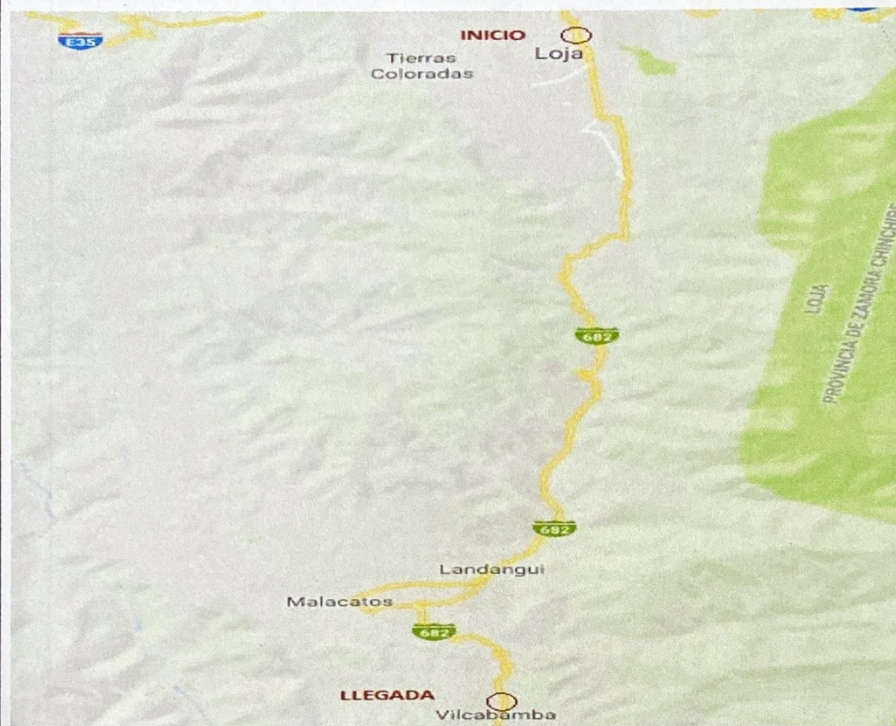 INICIO
E35
Loja
Tierras
Coloradas
LOJA
PROVINCIA DE ZAMORA CHINCHIPE
682
682
Landangui
Malacatos
682
LLEGADA
Vilcabamba